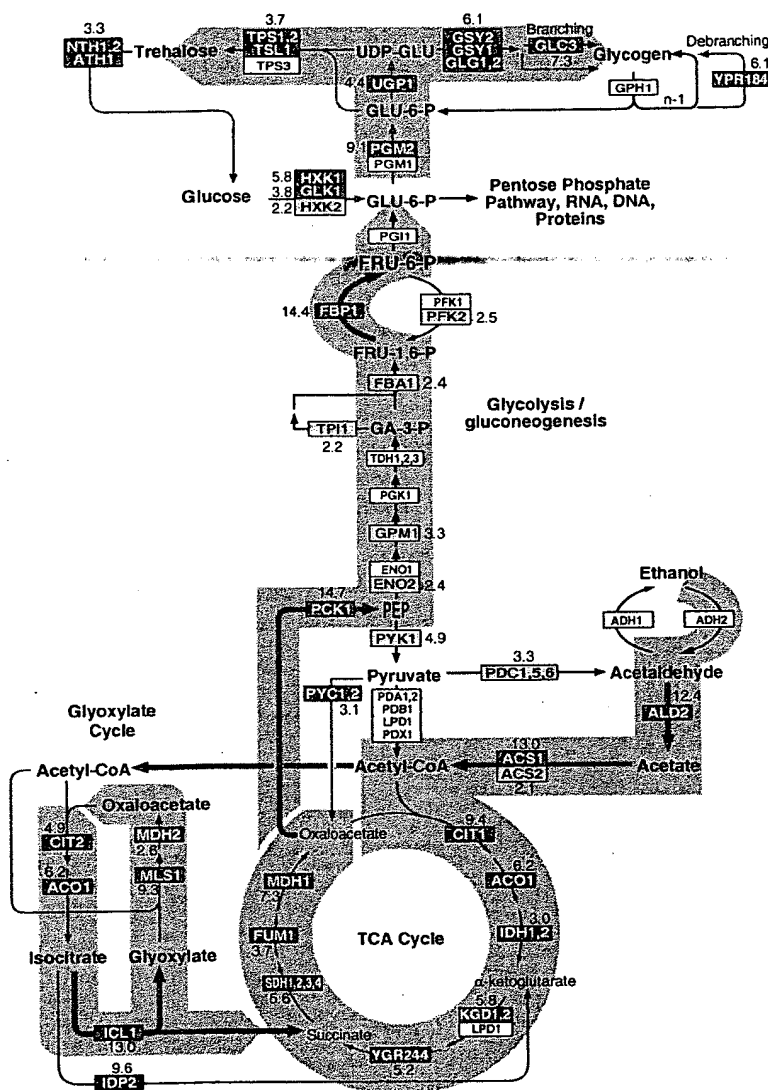 3.3
NTH1,2
ATH1
Trehalose
3.7
TPS1,2
TSL1
TPS3
UDP-GLU
6.1
GSY2
GSY1
GLG1,2
Branching
GLC3
7.3
Glycogen
Debranching
6.1
YPR184
GPH1
n-1
4.4
UGP1
GLU-6-P
9.1
PGM2
PGM1
Glucose
5.8 HXK1
3.8 GLK1
2.2 HXK2
GLU-6-P
Pentose Phosphate
Pathway, RNA, DNA,
Proteins
PGI1
FRU-6-P
14.4 FBP1
PFK1
PFK2 2.5
FRU-1,6-P
FBA1 2.4
Glycolysis /
gluconeogenesis
TPI1
2.2
GA-3-P
TDH1,2,3
PGK1
GPM1 3.3
ENO1
ENO2 2.4
14.7
PCK1
PEP
PYK1 4.9
Ethanol
ADH1
ADH2
Pyruvate
3.3
PDC1,5,6
Acetaldehyde
PYC1,2
3.1
PDA1,2
PDB1
LPD1
PDX1
12.4
ALD2
Glyoxylate
Cycle
Acetyl-CoA
Acetyl-CoA
13.0
ACS1
ACS2
2.1
Acetate
Oxaloacetate
4.9
CIT2
MDH2
2.6
6.2
ACO1
MLS1
9.3
Isocitrate
Glyoxylate
ICL1
13.0
9.6
IDP2
Oxaloacetate
9.4
CIT1
MDH1
7.3
6.2
ACO1
FUM1
3.7
TCA Cycle
3.0
IDH1,2
SDH1,2,3,4
5.6
α-ketoglutarate
5.8
KGD1,2
LPD1
Succinate
YGR244
5.2